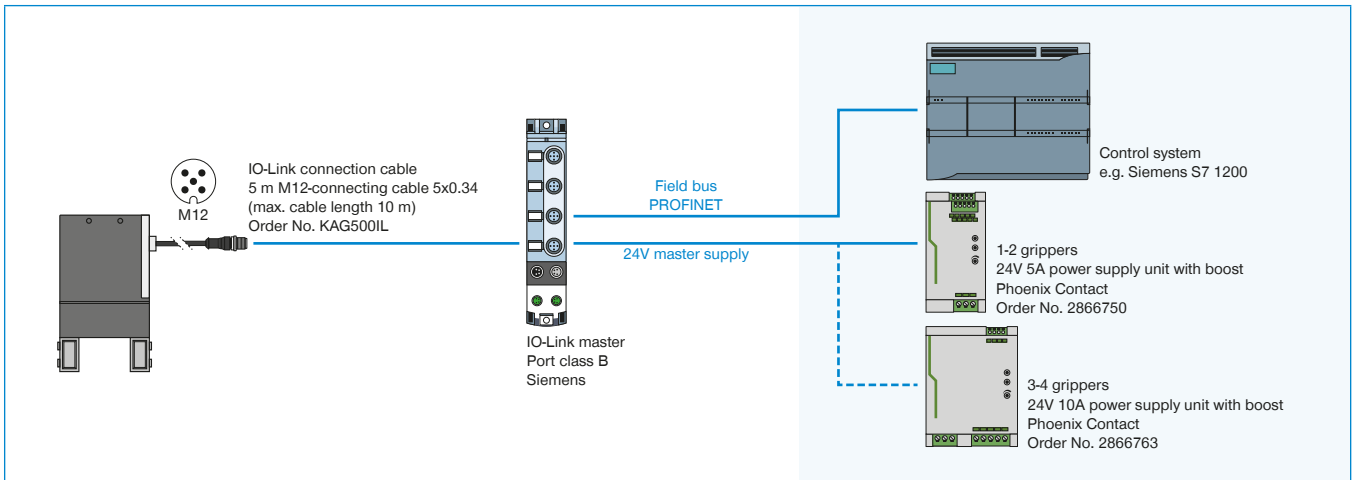 M12
IO-Link connection cable
5 m M12-connecting cable 5x0.34
(max. cable length 10 m)
Order No. KAG500IL
IO-Link master
Port class B
Siemens
Field bus
PROFINET
24V master supply
Control system
e.g. Siemens S7 1200
1-2 grippers
24V 5A power supply unit with boost
Phoenix Contact
Order No. 2866750
3-4 grippers
24V 10A power supply unit with boost
Phoenix Contact
Order No. 2866763